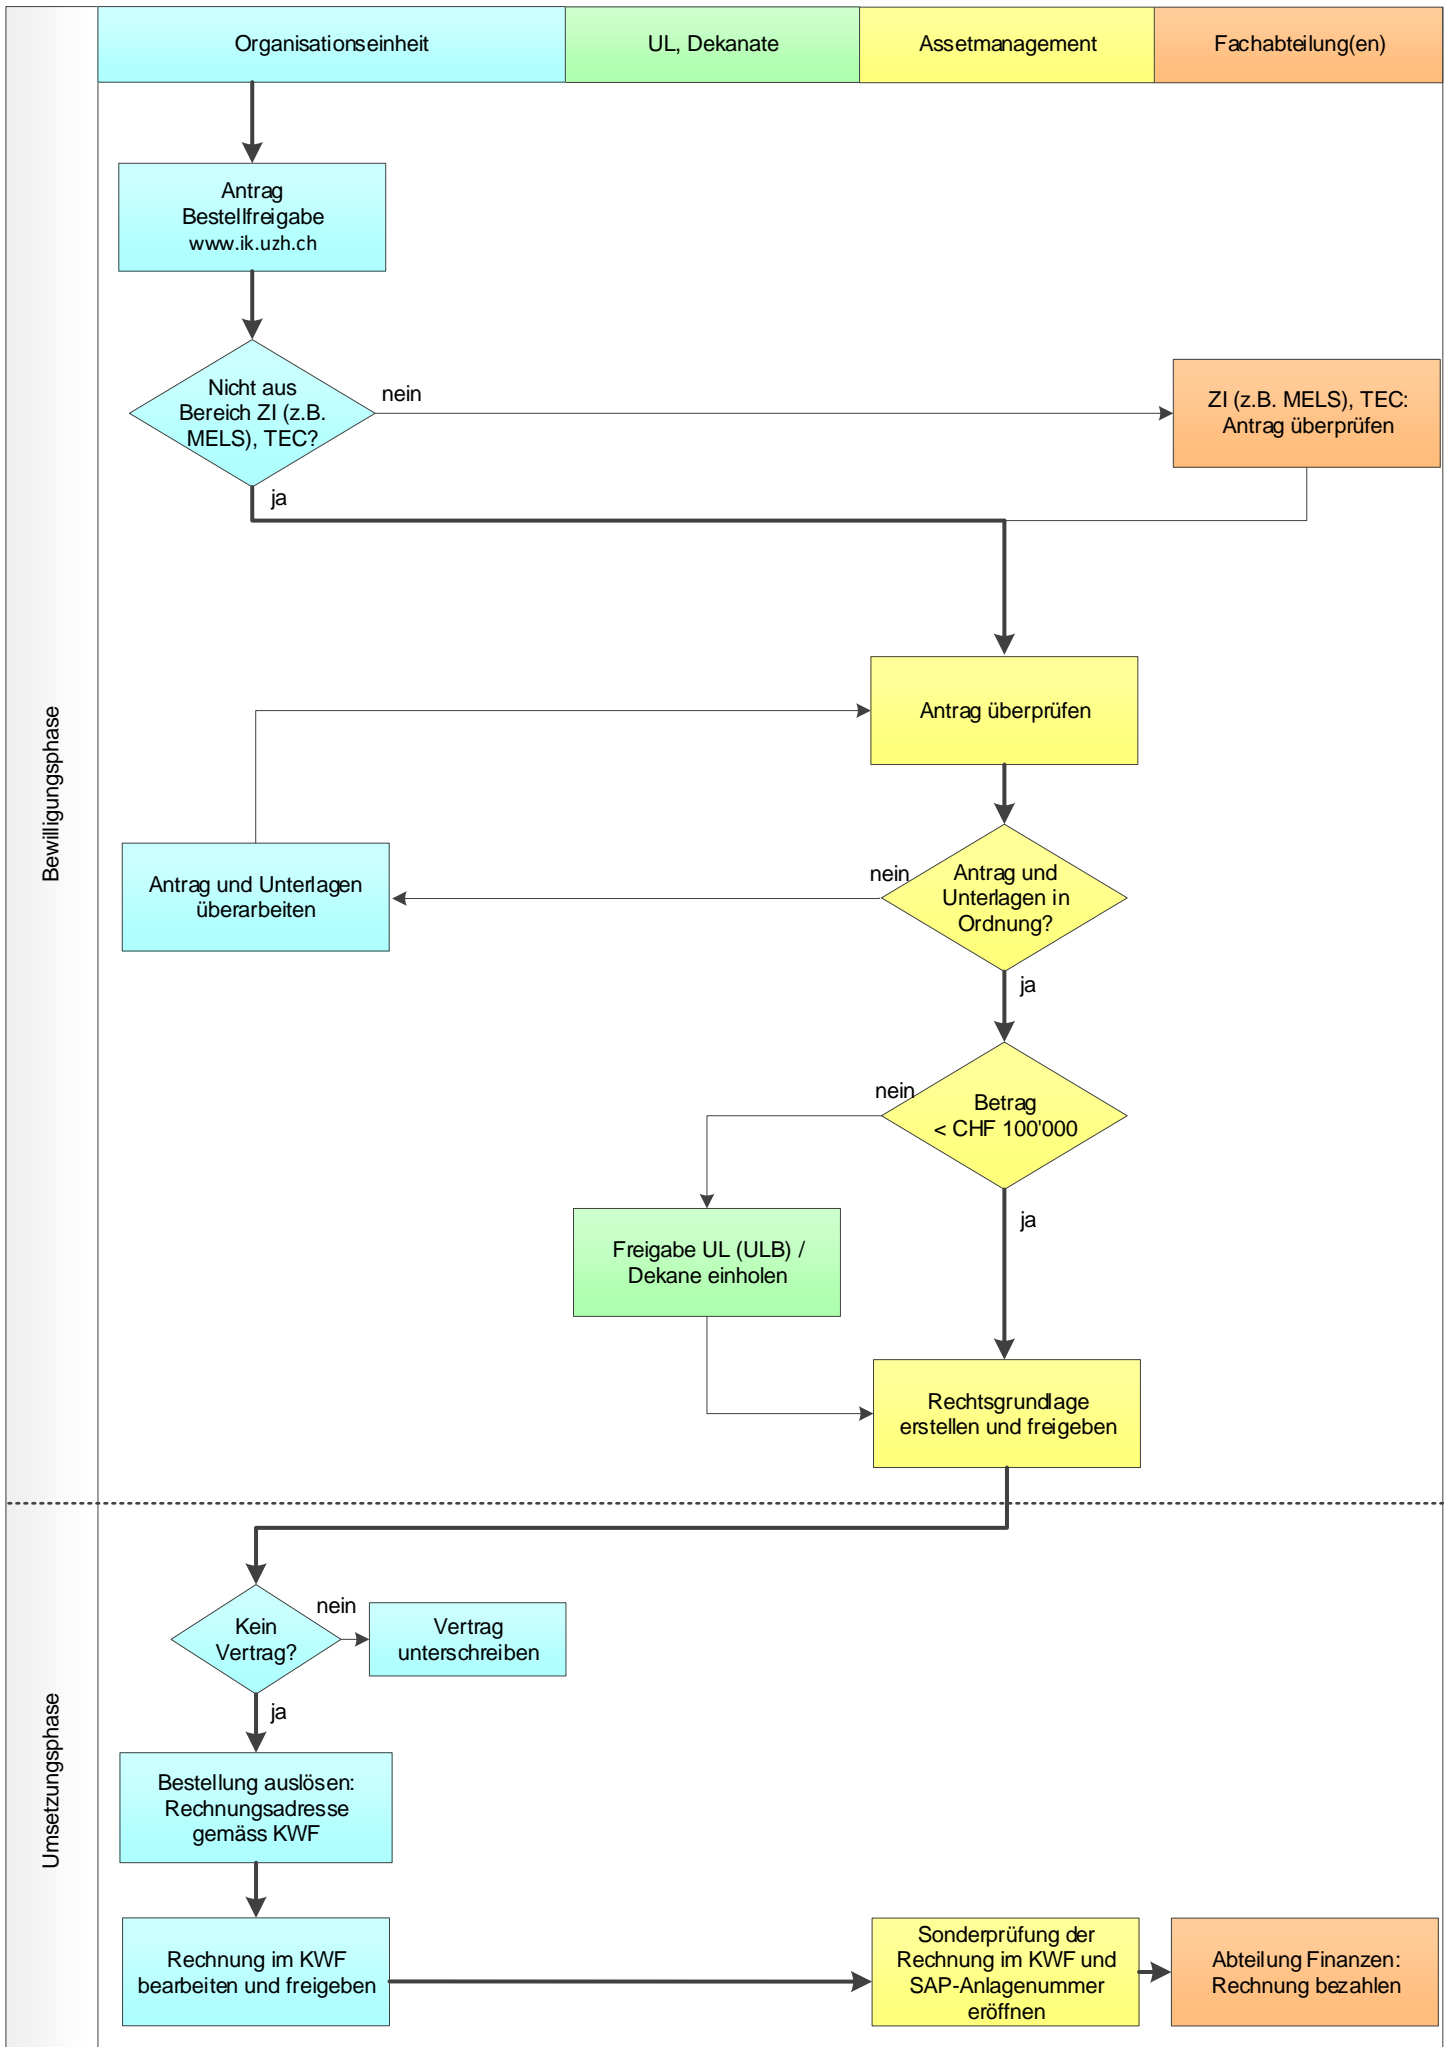 Organisationseinheit
UL, Dekanate
Assetmanagement
Fachabteilung(en)
Bewilligungsphase
Antrag
Bestellfreigabe
www.ik.uzh.ch
Nicht aus
Bereich ZI (z.B.
MELS), TEC?
nein
ja
ZI (z.B. MELS), TEC:
Antrag überprüfen
Antrag überprüfen
Antrag und Unterlagen
überarbeiten
nein
Antrag und
Unterlagen in
Ordnung?
ja
nein
Betrag
< CHF 100'000
ja
Freigabe UL (ULB) /
Dekane einholen
Rechtsgrundlage
erstellen und freigeben
Umsetzungsphase
Kein
Vertrag?
nein
Vertrag
unterschreiben
ja
Bestellung auslösen:
Rechnungsadresse
gemäss KWF
Rechnung im KWF
bearbeiten und freigeben
Sonderprüfung der
Rechnung im KWF und
SAP-Anlagenummer
eröffnen
Abteilung Finanzen:
Rechnung bezahlen